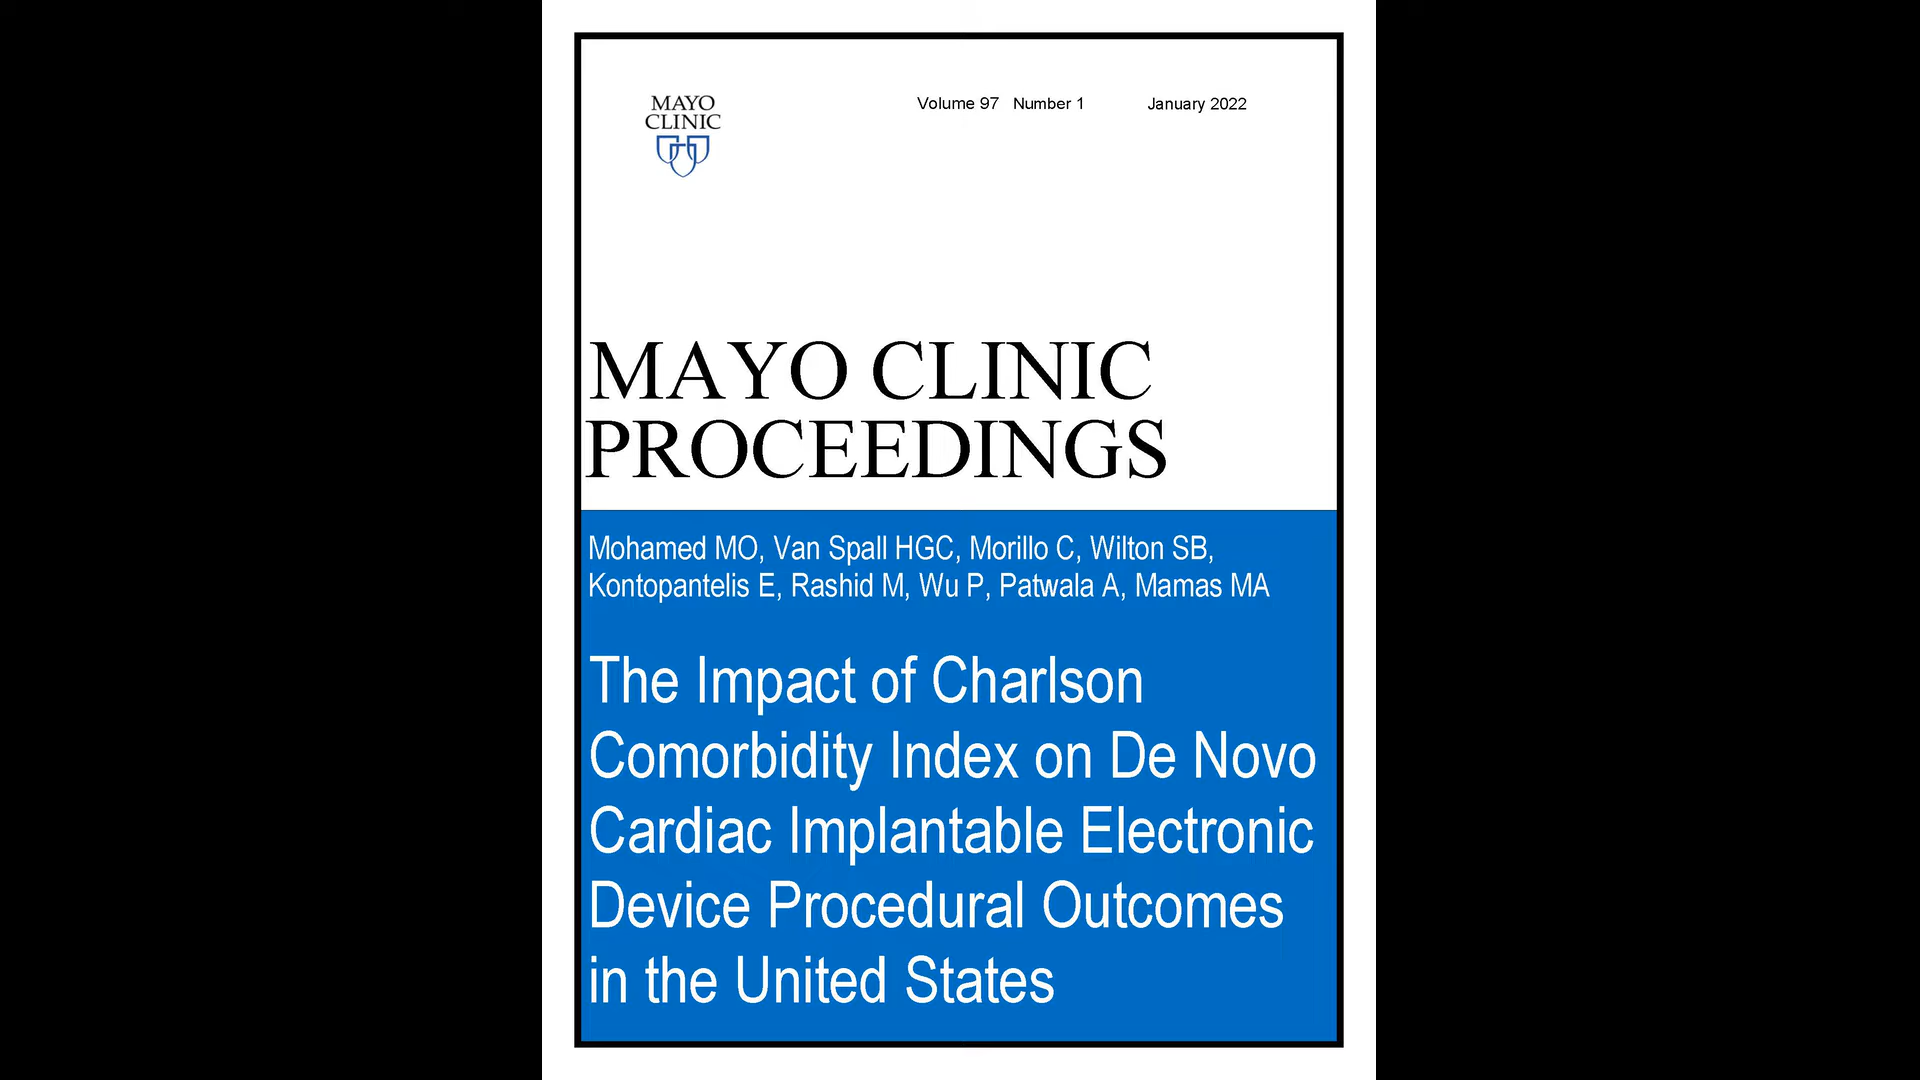 MAYO
CLINIC
Volume 97 Number 1 January 2022
MAYO CLINIC
PROCEEDINGS
Mohamed MO, Van Spall HGC, Morillo C, Wilton SB,
Kontopantelis E, Rashid M, Wu P, Patwala A, Mamas MA
The Impact of Charlson
Comorbidity Index on De Novo
Cardiac Implantable Electronic
Device Procedural Outcomes
in the United States